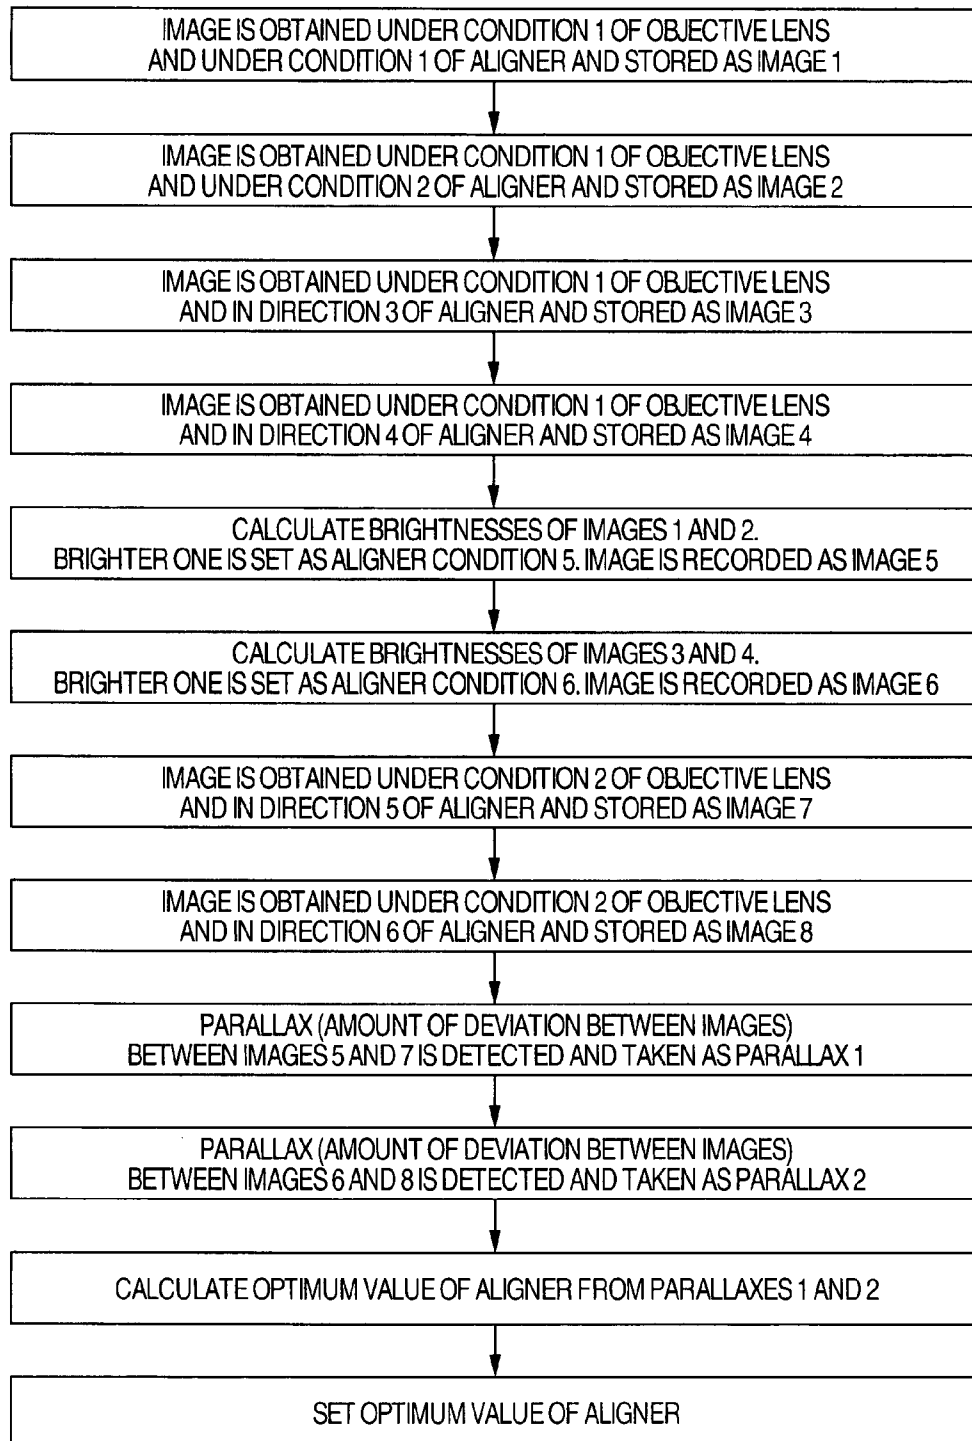 IMAGE IS OBTAINED UNDER CONDITION 1 OF OBJECTIVE LENS
AND UNDER CONDITION 1 OF ALIGNER AND STORED AS IMAGE 1
IMAGE IS OBTAINED UNDER CONDITION 1 OF OBJECTIVE LENS
AND UNDER CONDITION 2 OF ALIGNER AND STORED AS IMAGE 2
IMAGE IS OBTAINED UNDER CONDITION 1 OF OBJECTIVE LENS
AND IN DIRECTION 3 OF ALIGNER AND STORED AS IMAGE 3
IMAGE IS OBTAINED UNDER CONDITION 1 OF OBJECTIVE LENS
AND IN DIRECTION 4 OF ALIGNER AND STORED AS IMAGE 4
CALCULATE BRIGHTNESSES OF IMAGES 1 AND 2.
BRIGHTER ONE IS SET AS ALIGNER CONDITION 5. IMAGE IS RECORDED AS IMAGE 5
CALCULATE BRIGHTNESSES OF IMAGES 3 AND 4.
BRIGHTER ONE IS SET AS ALIGNER CONDITION 6. IMAGE IS RECORDED AS IMAGE 6
IMAGE IS OBTAINED UNDER CONDITION 2 OF OBJECTIVE LENS
AND IN DIRECTION 5 OF ALIGNER AND STORED AS IMAGE 7
IMAGE IS OBTAINED UNDER CONDITION 2 OF OBJECTIVE LENS
AND IN DIRECTION 6 OF ALIGNER AND STORED AS IMAGE 8
PARALLAX (AMOUNT OF DEVIATION BETWEEN IMAGES)
BETWEEN IMAGES 5 AND 7 IS DETECTED AND TAKEN AS PARALLAX 1
PARALLAX (AMOUNT OF DEVIATION BETWEEN IMAGES)
BETWEEN IMAGES 6 AND 8 IS DETECTED AND TAKEN AS PARALLAX 2
CALCULATE OPTIMUM VALUE OF ALIGNER FROM PARALLAXES 1 AND 2
SET OPTIMUM VALUE OF ALIGNER